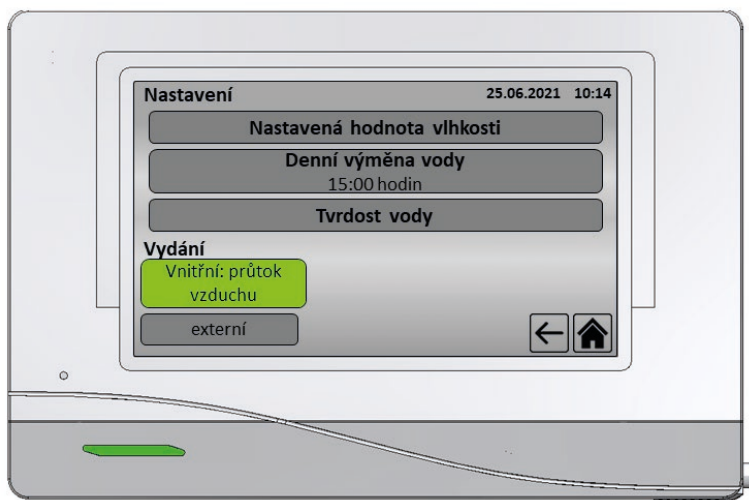 Nastavení 25.06.2021 10:14
Nastavená hodnota vlhkosti
Denní výměna vody
15:00 hodin
Tvrdost vody
Vydání
Vnitřní: průtok
vzduchu
externí